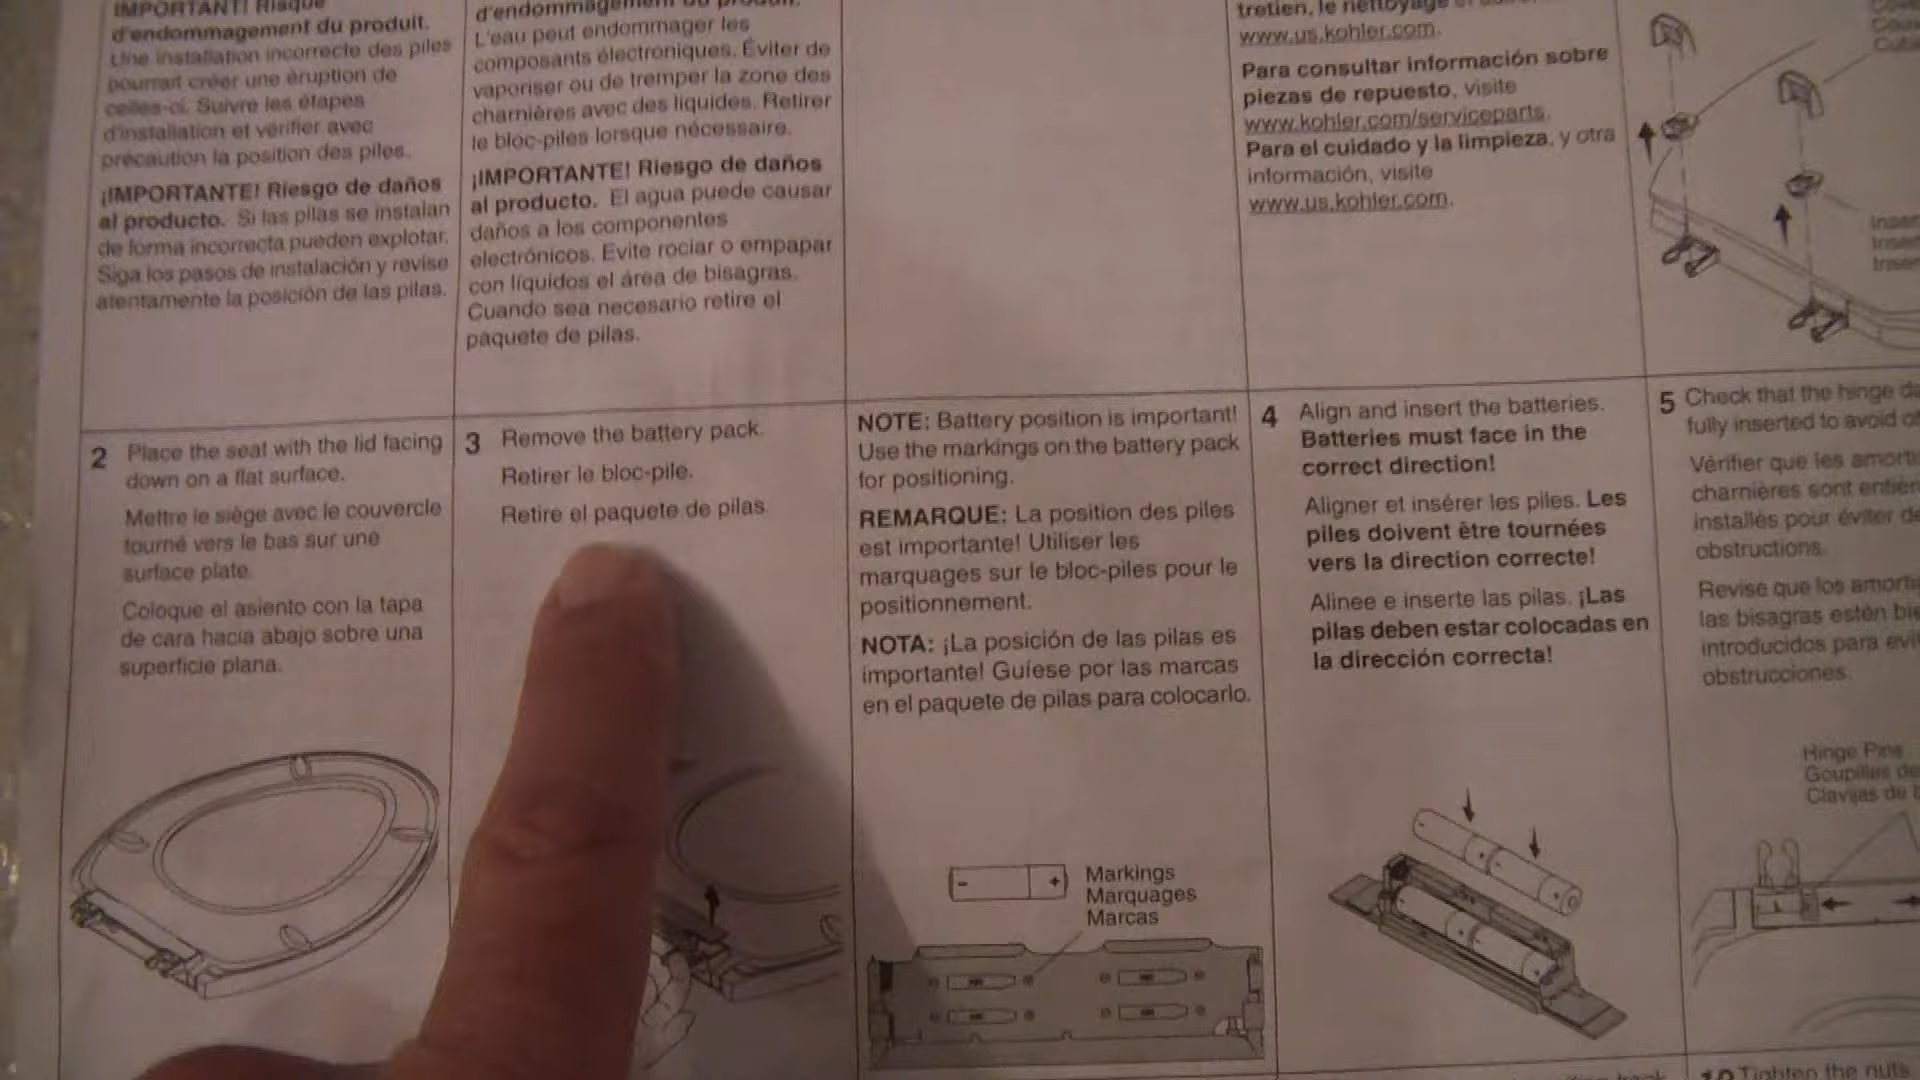 IMPORTANT! Risque
d'endommagement du produit.
Une installation incorrecte des piles
pourrait créer une éruption de
celles-ci. Suivre les étapes
d'installation et vérifier avec
précaution la position des piles.
¡IMPORTANTE! Riesgo de daños
al producto. Si las pilas se instalan
de forma incorrecta pueden explotar.
Siga los pasos de instalación y revise
atentamente la posición de las pilas.
d'endommagement du produit.
L'eau peut endommager les
composants électroniques. Éviter de
vaporiser ou de tremper la zone des
charnières avec des liquides. Retirer
le bloc-piles lorsque nécessaire.
¡IMPORTANTE! Riesgo de daños
al producto. El agua puede causar
daños a los componentes
electrónicos. Evite rociar o empapar
con líquidos el área de bisagras.
Cuando sea necesario retire el
paquete de pilas.
tretien, le nettoyage
www.us.kohler.com.
Para consultar información sobre
piezas de repuesto, visite
www.kohler.com/serviceparts.
Para el cuidado y la limpieza, y otra
información, visite
www.us.kohler.com.
2 Place the seat with the lid facing
down on a flat surface.
Mettre le siège avec le couvercle
tourné vers le bas sur une
surface plate.
Coloque el asiento con la tapa
de cara hacia abajo sobre una
superficie plana.
3 Remove the battery pack.
Retirer le bloc-pile.
Retire el paquete de pilas.
NOTE: Battery position is important!
Use the markings on the battery pack
for positioning.
REMARQUE: La position des piles
est importante! Utiliser les
marquages sur le bloc-piles pour le
positionnement.
NOTA: ¡La posición de las pilas es
importante! Guíese por las marcas
en el paquete de pilas para colocarlo.
- +
Markings
Marquages
Marcas
4 Align and insert the batteries.
Batteries must face in the
correct direction!
Aligner et insérer les piles. Les
piles doivent être tournées
vers la direction correcte!
Alinee e inserte las pilas. ¡Las
pilas deben estar colocadas en
la dirección correcta!
5 Check that the hinge
fully inserted to avoid
Vérifier que les
charnières sont
installés pour éviter
obstructions.
Revise que los
las bisagras estén
introducidos para
obstrucciones.
Hinge Pins
Goupilles de
Clavijas de
L
10 Tighten the nuts